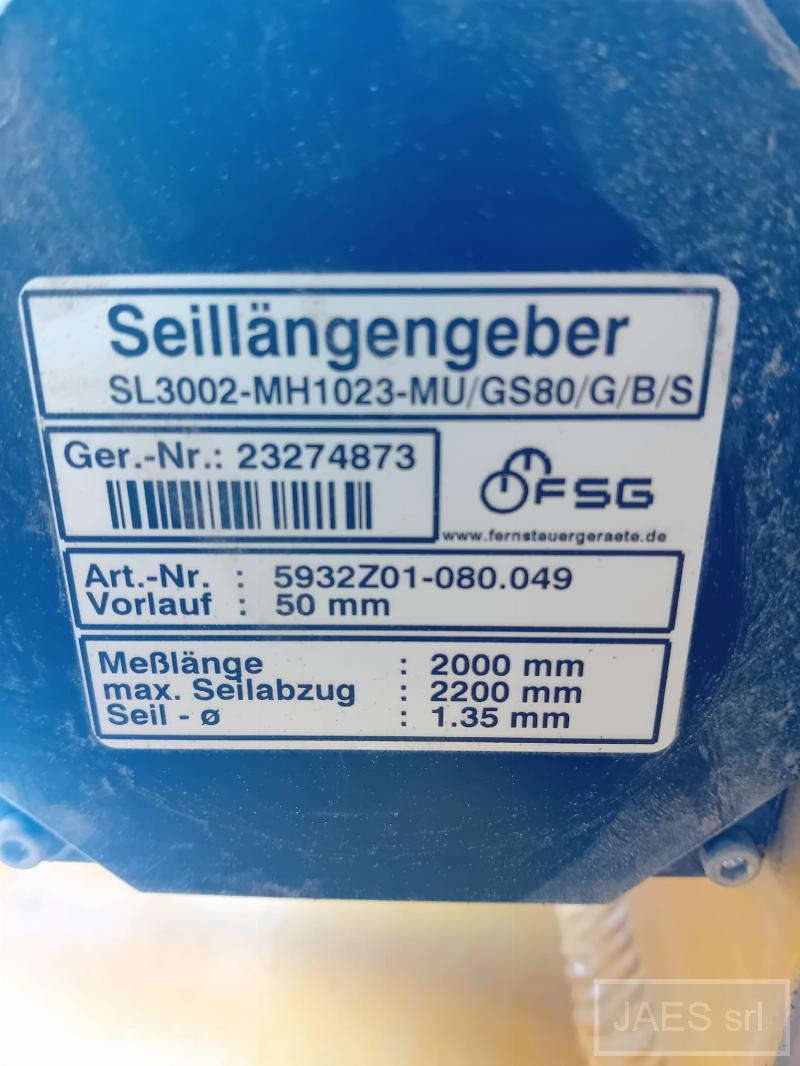 Seillängengeber
SL3002-MH1023-MU/GS80/G/B/S
Ger.-Nr.: 23274873
FSG
www.fernsteuergeraete.de
Art.-Nr. : 5932Z01-080.049
Vorlauf : 50 mm
Meßlänge : 2000 mm
max. Seilabzug : 2200 mm
Seil - ø : 1.35 mm
JAES srl